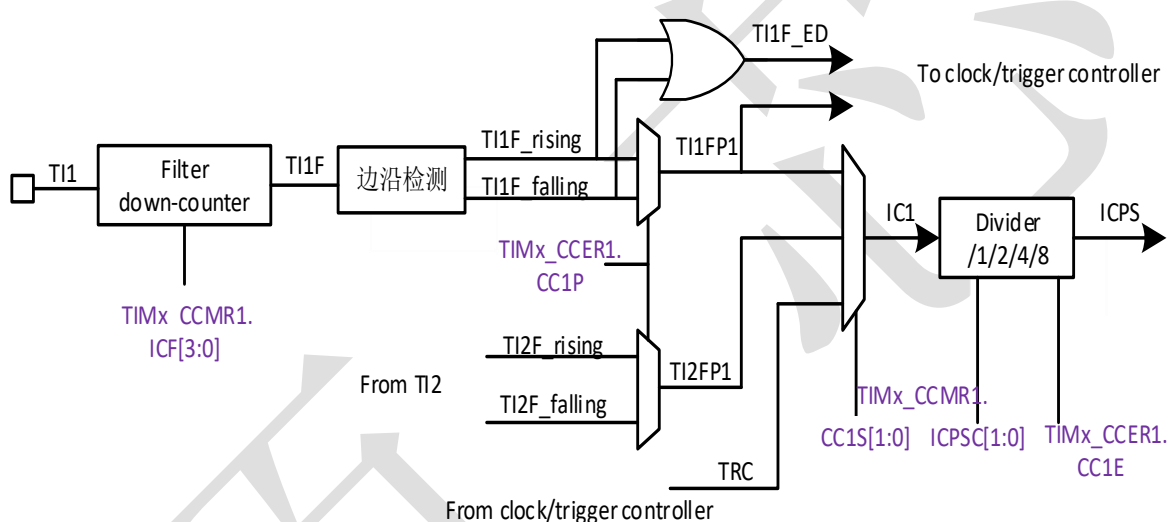 TI1F_ED
To clock/trigger controller
TI1F_rising
TI1FP1
TI1
Filter
down-counter
TI1F
边沿检测
TI1F_falling
IC1
Divider
/1/2/4/8
ICPS
TIMx_CCER1.
CC1P
TIMx CCMR1.
ICF[3:0]
TI2F_rising
From TI2
TI2FP1
TI2F_falling
TIMx_CCMR1.
CC1S[1:0]
ICPSC[1:0]
TIMx_CCER1.
CC1E
TRC
From clock/trigger controller